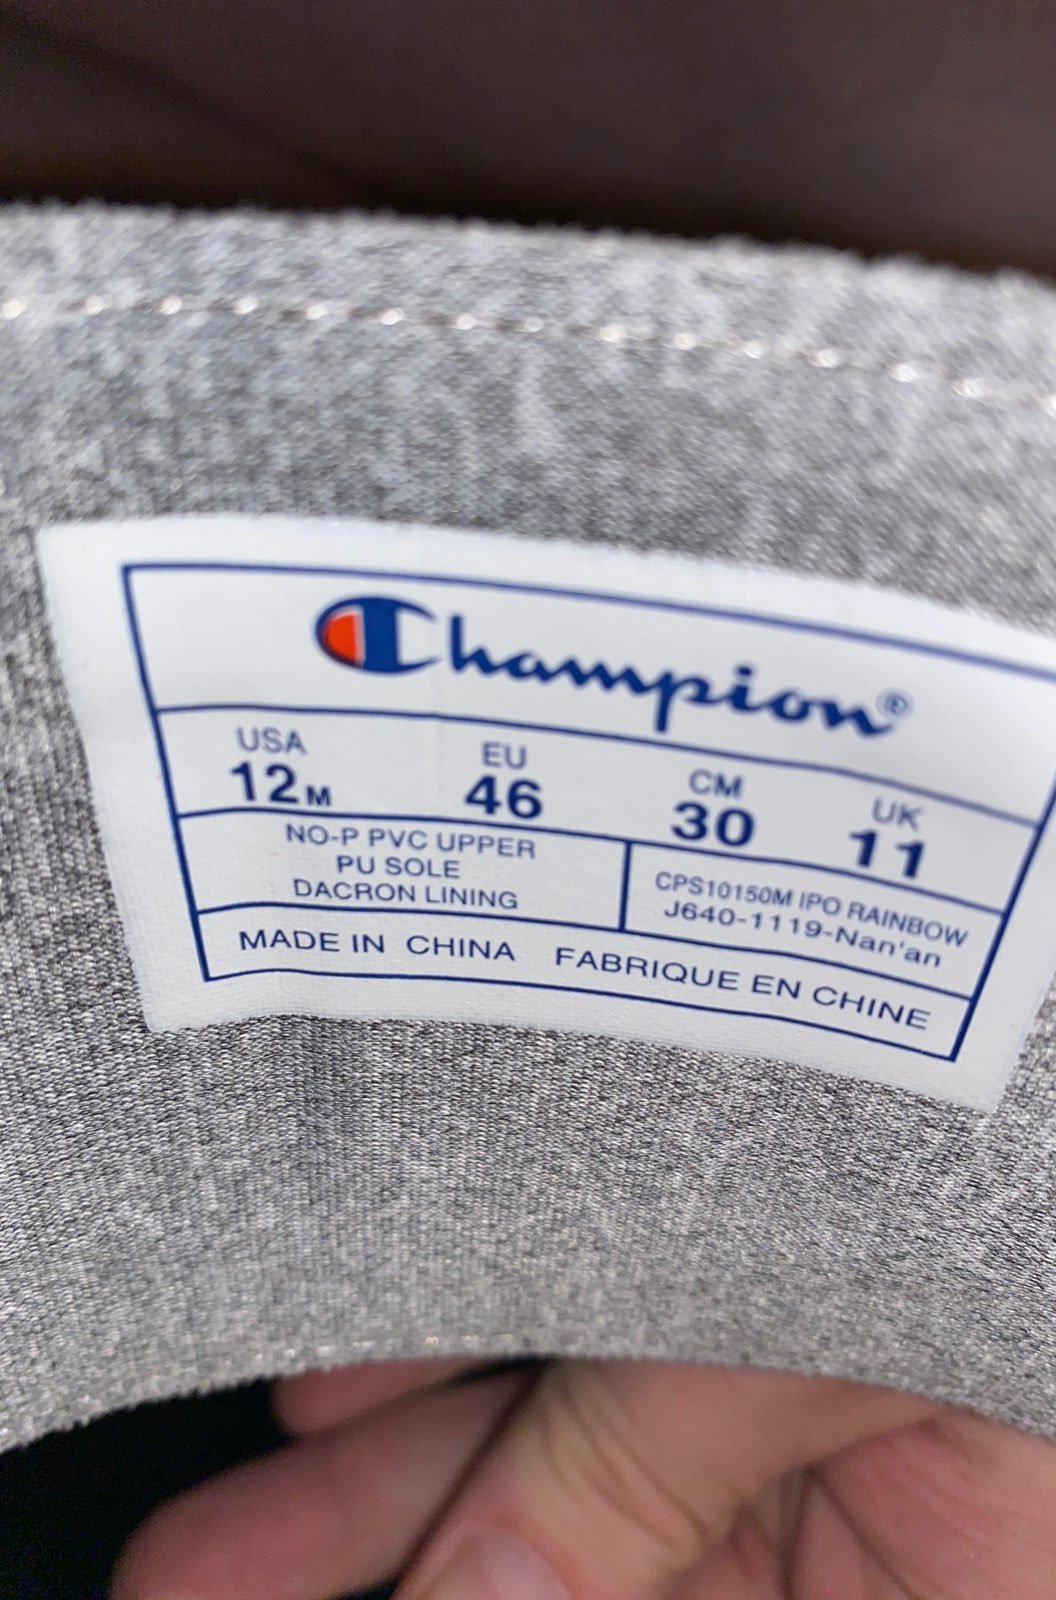 Champion®
USA EU CM UK
12M 46 30 11
NO-P PVC UPPER
PU SOLE
DACRON LINING
CPS10150M IPO RAINBOW
J640-1119-Nan'an
MADE IN CHINA FABRIQUE EN CHINE